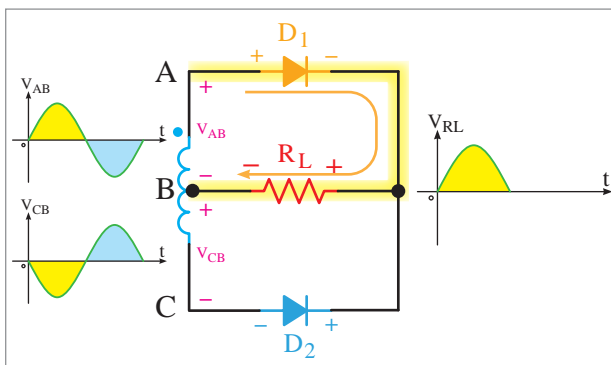 D1
A + −
VAB
t
+
VAB
− RL +
−
B
+
VCB
t
VCB
C −
− +
D2
VRL
t
o
o
o